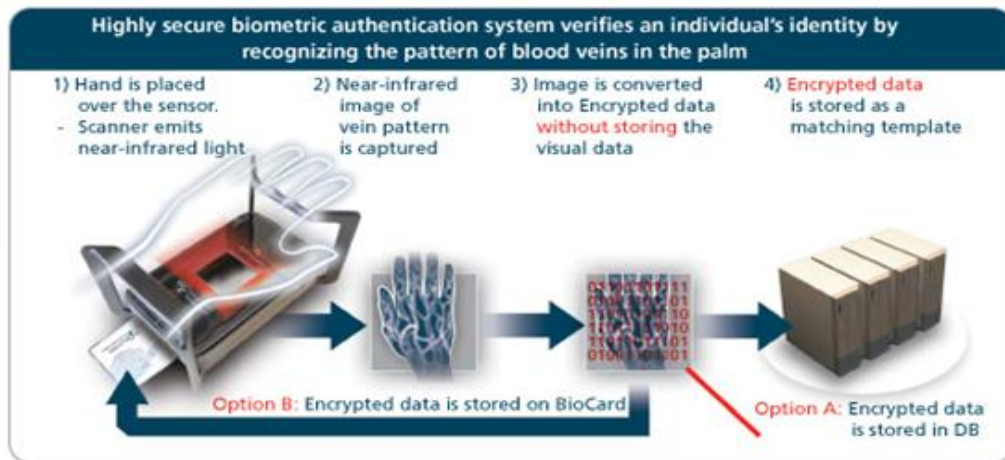 Highly secure biometric authentication system verifies an individual's identity by
recognizing the pattern of blood veins in the palm
1) Hand is placed
over the sensor.
- Scanner emits
near-infrared light
2) Near-infrared
image of
vein pattern
is captured
3) Image is converted
into Encrypted data
without storing the
visual data
4) Encrypted data
is stored as a
matching template
Option B: Encrypted data is stored on BioCard
Option A: Encrypted data
is stored in DB